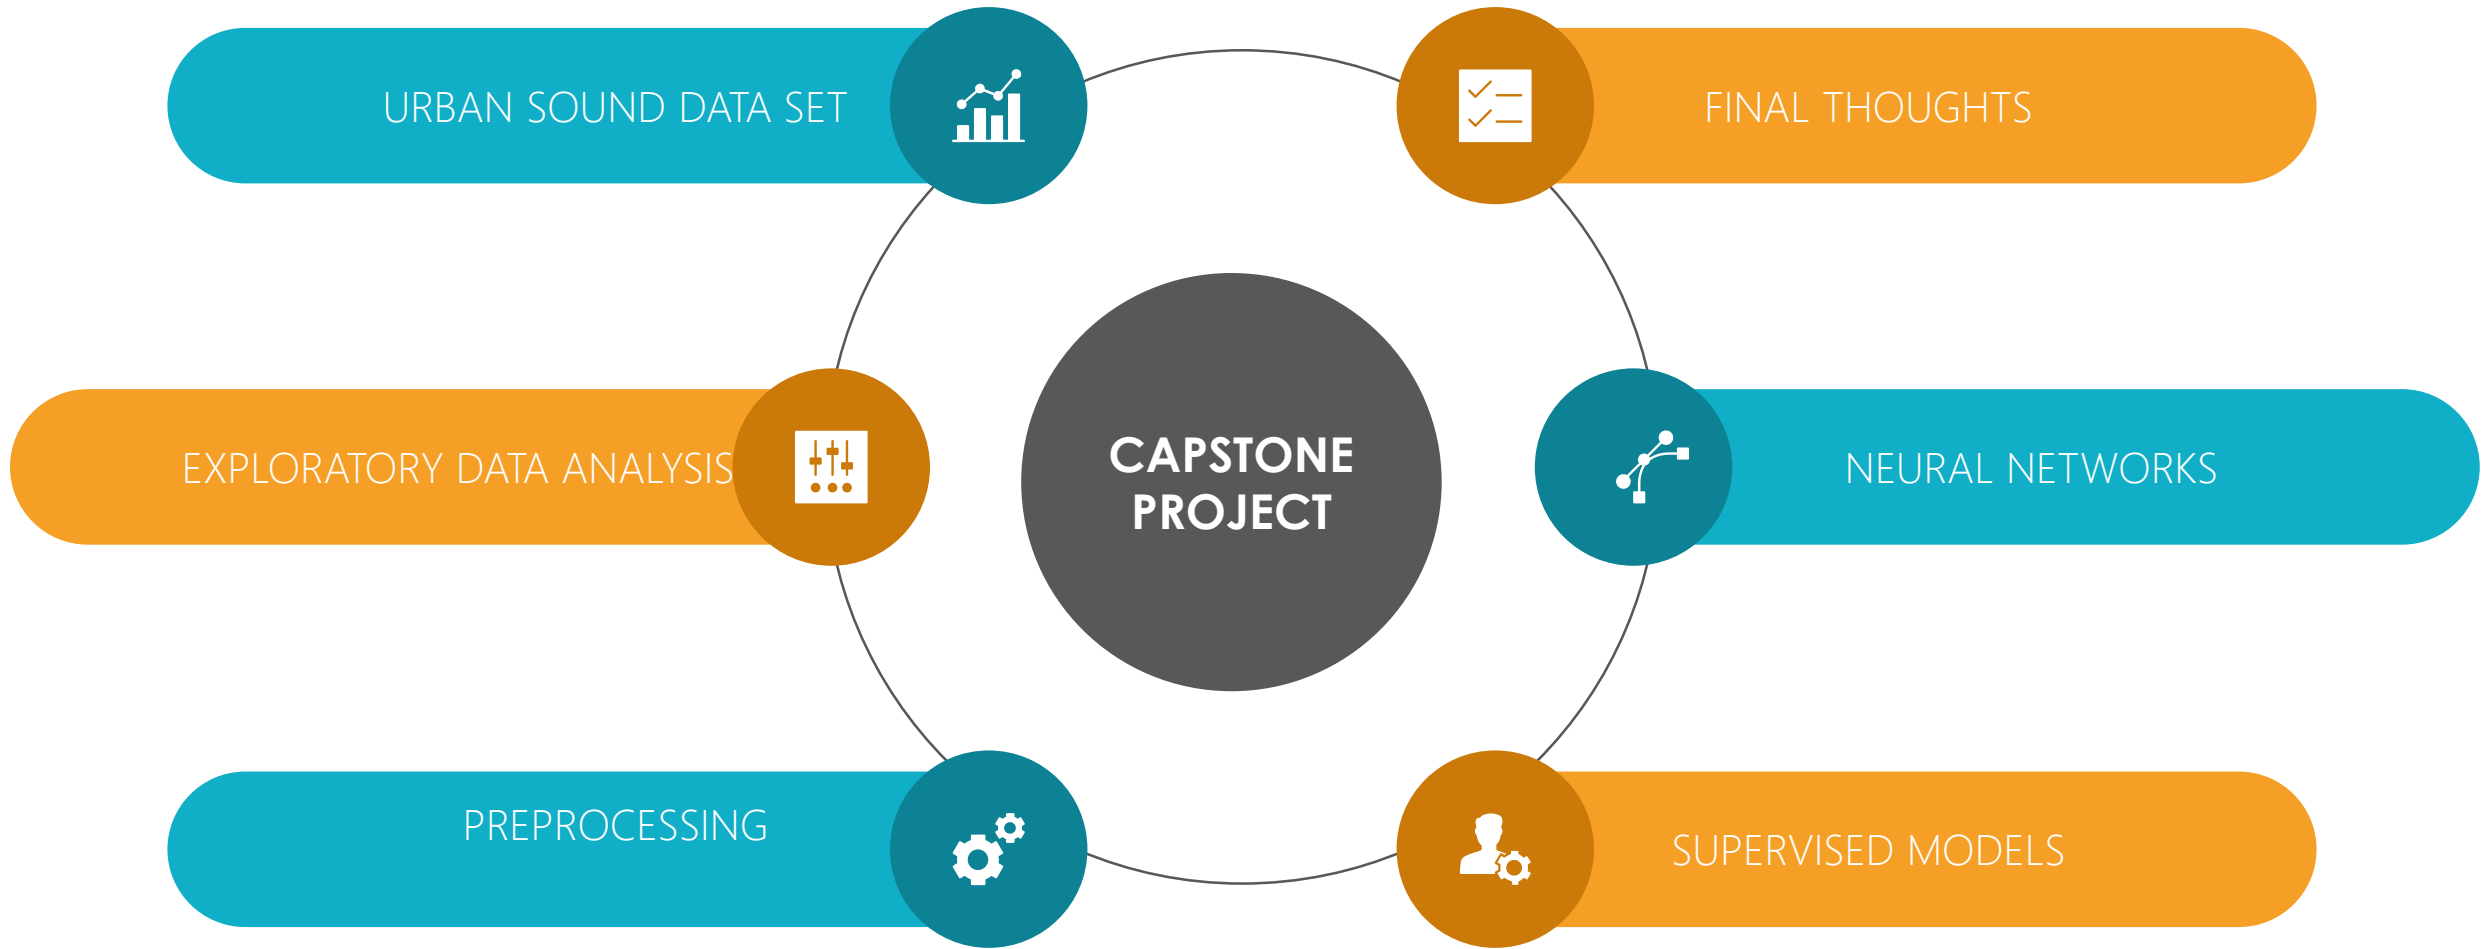 URBAN SOUND DATA SET
FINAL THOUGHTS
EXPLORATORY DATA ANALYSIS
CAPSTONE
PROJECT
NEURAL NETWORKS
PREPROCESSING
SUPERVISED MODELS